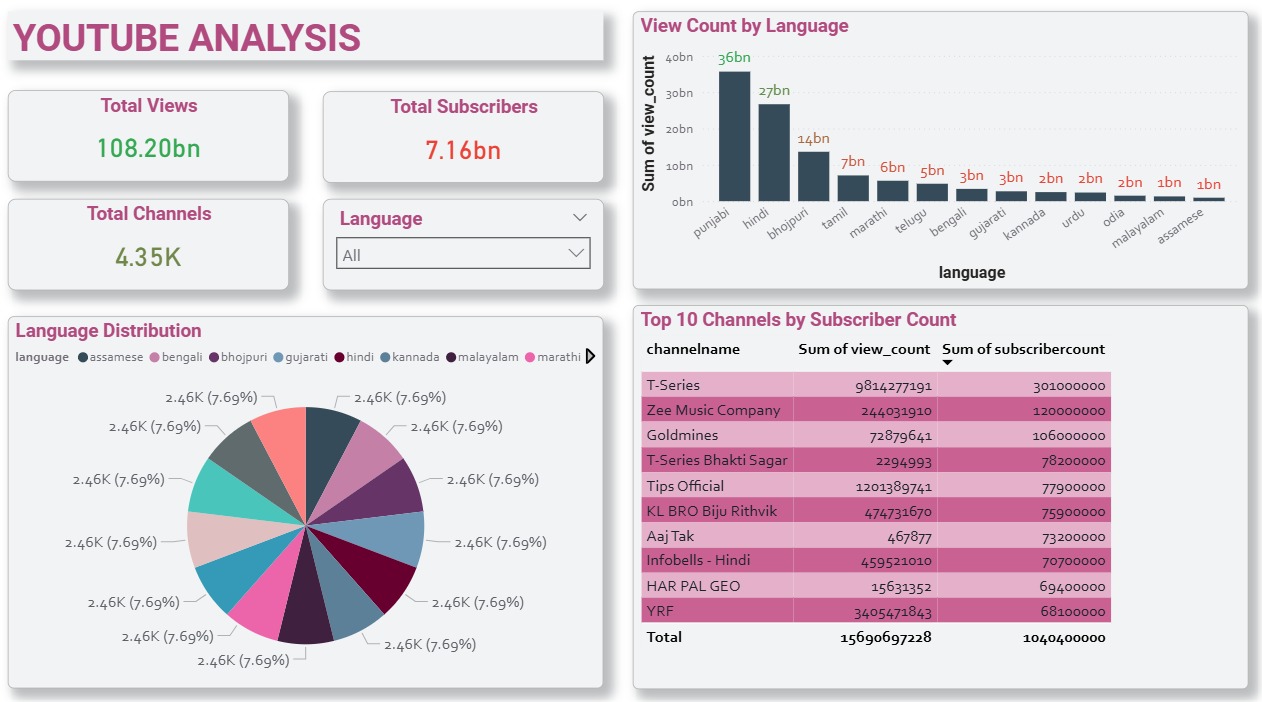 YOUTUBE ANALYSIS
Total Views
108.20bn
Total Subscribers
7.16bn
Total Channels
4.35K
Language
All
View Count by Language
Sum of view_count
40bn
30bn
20bn
10bn
0bn
36bn
27bn
14bn
7bn
6bn
5bn
3bn
3bn
2bn
2bn
2bn
1bn
1bn
punjabi
hindi
bhojpuri
tamil
marathi
telugu
bengali
gujarati
kannada
urdu
odia
malayalam
assamese
language
Language Distribution
language assamese bengali bhojpuri gujarati hindi kannada malayalam marathi
2.46K (7.69%)
2.46K (7.69%)
2.46K (7.69%)
2.46K (7.69%)
2.46K (7.69%)
2.46K (7.69%)
2.46K (7.69%)
2.46K (7.69%)
2.46K (7.69%)
2.46K (7.69%)
2.46K (7.69%)
2.46K (7.69%)
2.46K (7.69%)
Top 10 Channels by Subscriber Count
channelname Sum of view_count Sum of subscribercount
T-Series 9814277191 301000000
Zee Music Company 244031910 120000000
Goldmines 72879641 106000000
T-Series Bhakti Sagar 2294993 78200000
Tips Official 1201389741 77900000
KL BRO Biju Rithvik 474731670 75900000
Aaj Tak 467877 73200000
Infobells - Hindi 459521010 70700000
HAR PAL GEO 15631352 69400000
YRF 3405471843 68100000
Total 15690697228 1040400000